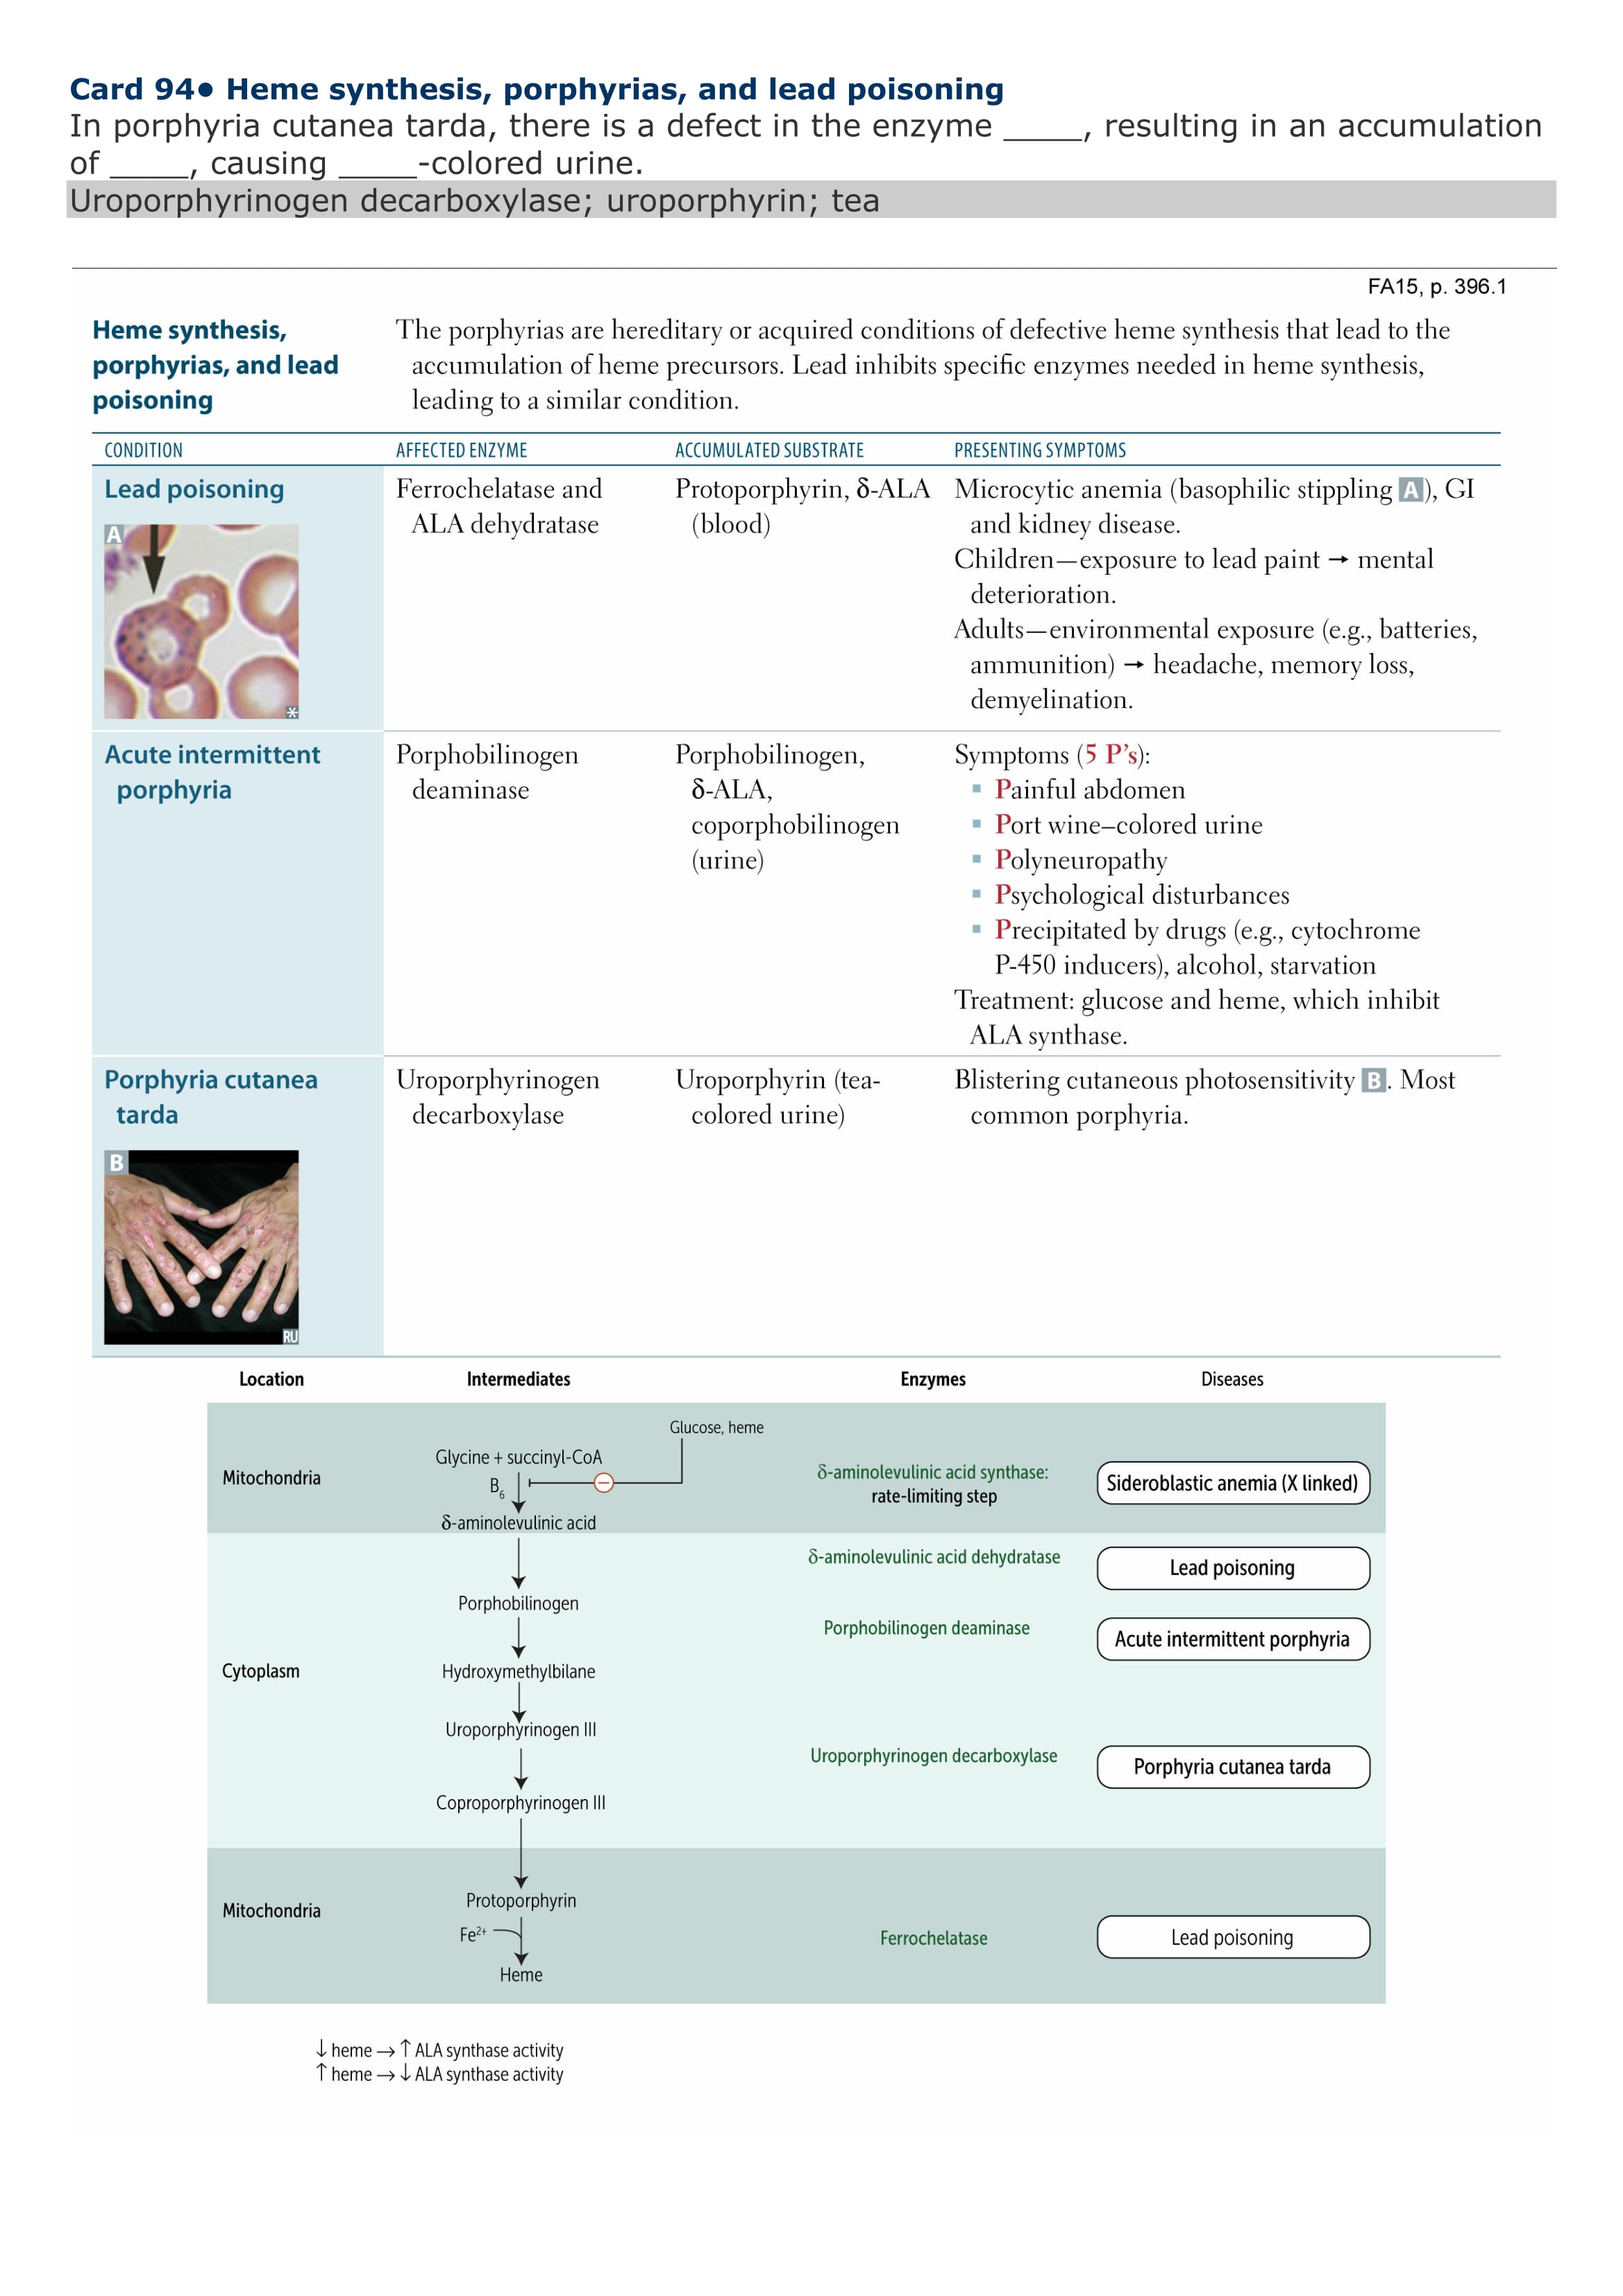 Card 94● Heme synthesis, porphyrias, and lead poisoning
In porphyria cutanea tarda, there is a defect in the enzyme _____, resulting in an accumulation
of _____, causing _____-colored urine.
Uroporphyrinogen decarboxylase; uroporphyrin; tea
FA15, p. 396.1
Heme synthesis,
porphyrias, and lead
poisoning
The porphyrias are hereditary or acquired conditions of defective heme synthesis that lead to the
accumulation of heme precursors. Lead inhibits specific enzymes needed in heme synthesis,
leading to a similar condition.
CONDITION
AFFECTED ENZYME
ACCUMULATED SUBSTRATE
PRESENTING SYMPTOMS
Lead poisoning
A
*
Ferrochelatase and
ALA dehydratase
Protoporphyrin, δ-ALA
(blood)
Microcytic anemia (basophilic stippling A), GI
and kidney disease.
Children—exposure to lead paint → mental
deterioration.
Adults—environmental exposure (e.g., batteries,
ammunition) → headache, memory loss,
demyelination.
Acute intermittent
porphyria
Porphobilinogen
deaminase
Porphobilinogen,
δ-ALA,
coporphobilinogen
(urine)
Symptoms (5 P’s):
▪ Painful abdomen
▪ Port wine–colored urine
▪ Polyneuropathy
▪ Psychological disturbances
▪ Precipitated by drugs (e.g., cytochrome
P-450 inducers), alcohol, starvation
Treatment: glucose and heme, which inhibit
ALA synthase.
Porphyria cutanea
tarda
B
RU
Uroporphyrinogen
decarboxylase
Uroporphyrin (tea-
colored urine)
Blistering cutaneous photosensitivity B. Most
common porphyria.
Location
Intermediates
Enzymes
Diseases
Mitochondria
Glucose, heme
Glycine + succinyl-CoA
B6
−
δ-aminolevulinic acid
δ-aminolevulinic acid synthase:
rate-limiting step
Sideroblastic anemia (X linked)
δ-aminolevulinic acid dehydratase
Lead poisoning
Porphobilinogen
Porphobilinogen deaminase
Acute intermittent porphyria
Cytoplasm
Hydroxymethylbilane
Uroporphyrinogen III
Uroporphyrinogen decarboxylase
Porphyria cutanea tarda
Coproporphyrinogen III
Mitochondria
Protoporphyrin
Fe2+
Ferrochelatase
Lead poisoning
Heme
↓ heme → ↑ ALA synthase activity
↑ heme → ↓ ALA synthase activity